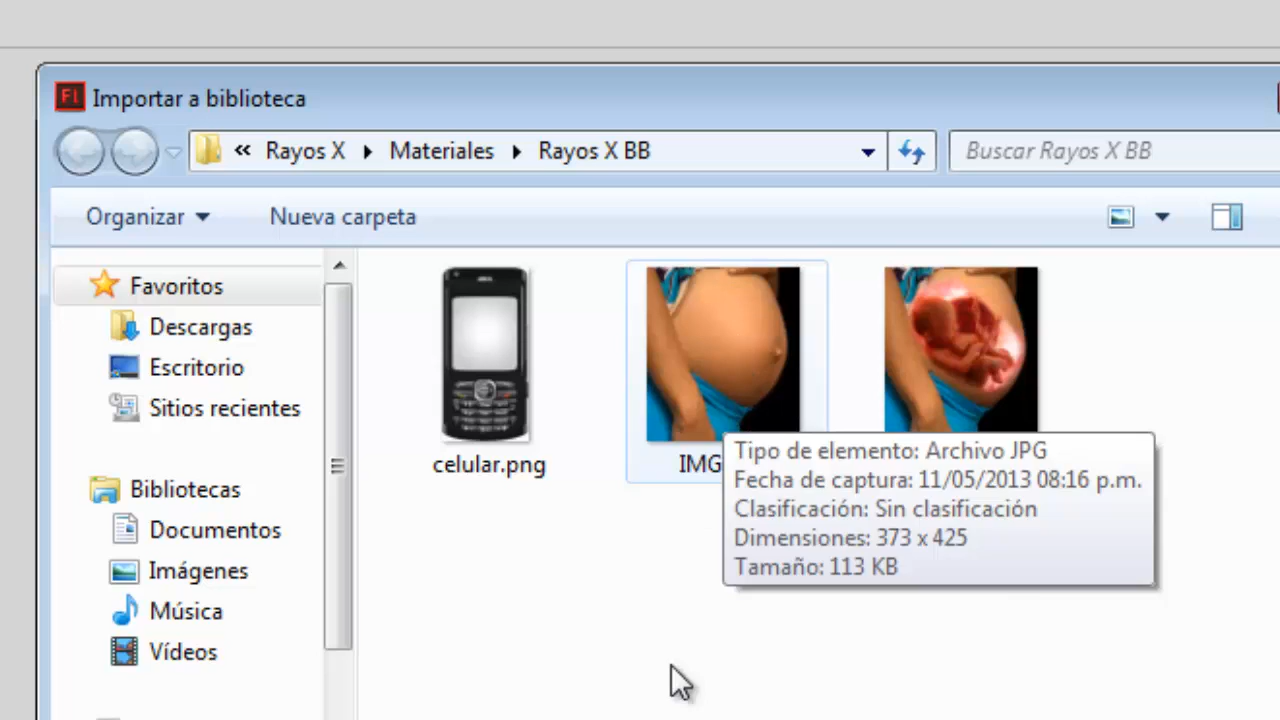 Fl Importar a biblioteca
« Rayos X Materiales Rayos X BB
Buscar Rayos X BB
Organizar
Nueva carpeta
Favoritos
Descargas
Escritorio
Sitios recientes
Bibliotecas
Documentos
Imágenes
Música
Vídeos
celular.png
IMG
Tipo de elemento: Archivo JPG
Fecha de captura: 11/05/2013 08:16 p.m.
Clasificación: Sin clasificación
Dimensiones: 373 x 425
Tamaño: 113 KB